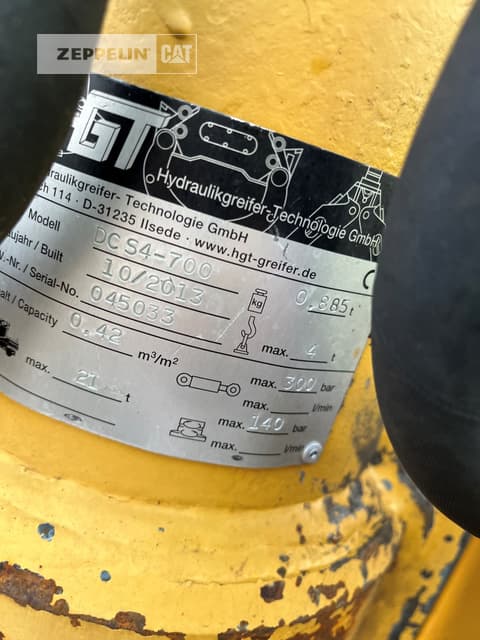 ZEPPELIN CAT
HGT
Hydraulikgreifer-Technologie GmbH
draulikgreifer- Technologie GmbH
ch 114 · D-31235 Ilsede · www.hgt-greifer.de
Modell DC S4-700
aujahr / Built 10/2013
.-Nr. / Serial-No. 045033
alt / Capacity 0,42 m³/m²
max. 21 t
kg 0,885 t
max. 4 t
max. 300 bar
max. l/min
max. 140 bar
max. l/min